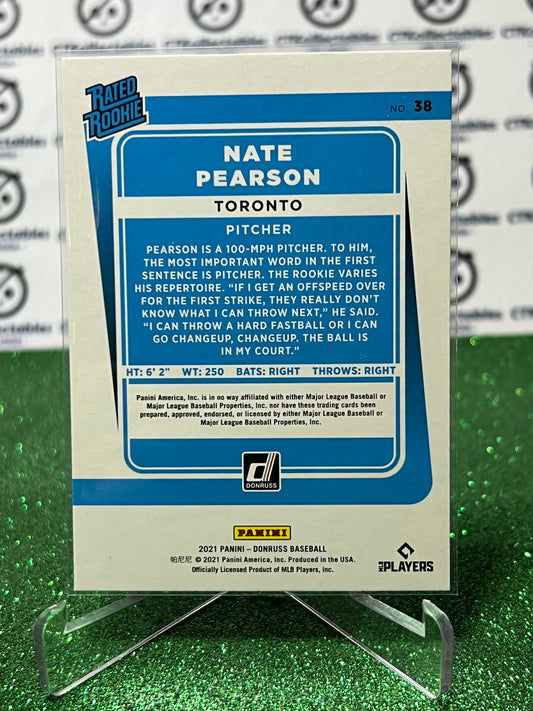 RATED
ROOKIE
NO. 38
NATE
PEARSON
TORONTO
PITCHER
PEARSON IS A 100-MPH PITCHER. TO HIM,
THE MOST IMPORTANT WORD IN THE FIRST
SENTENCE IS PITCHER. THE ROOKIE VARIES
HIS REPERTOIRE. “IF I GET AN OFFSPEED OVER
FOR THE FIRST STRIKE, THEY REALLY DON’T
KNOW WHAT I CAN THROW NEXT,” HE SAID.
“I CAN THROW A HARD FASTBALL OR I CAN
GO CHANGEUP, CHANGEUP. THE BALL IS
IN MY COURT.”
HT: 6' 2" WT: 250 BATS: RIGHT THROWS: RIGHT
Panini America, Inc. is in no way affiliated with either Major League Baseball or
Major League Baseball Properties, Inc. nor have these trading cards been
prepared, approved, endorsed, or licensed by either Major League Baseball or
Major League Baseball Properties, Inc.
DONRUSS
PANINI
2021 PANINI – DONRUSS BASEBALL
帕尼尼 © 2021 Panini America, Inc. Produced in the USA.
Officially Licensed Product of MLB Players, Inc.
MLB PLAYERS